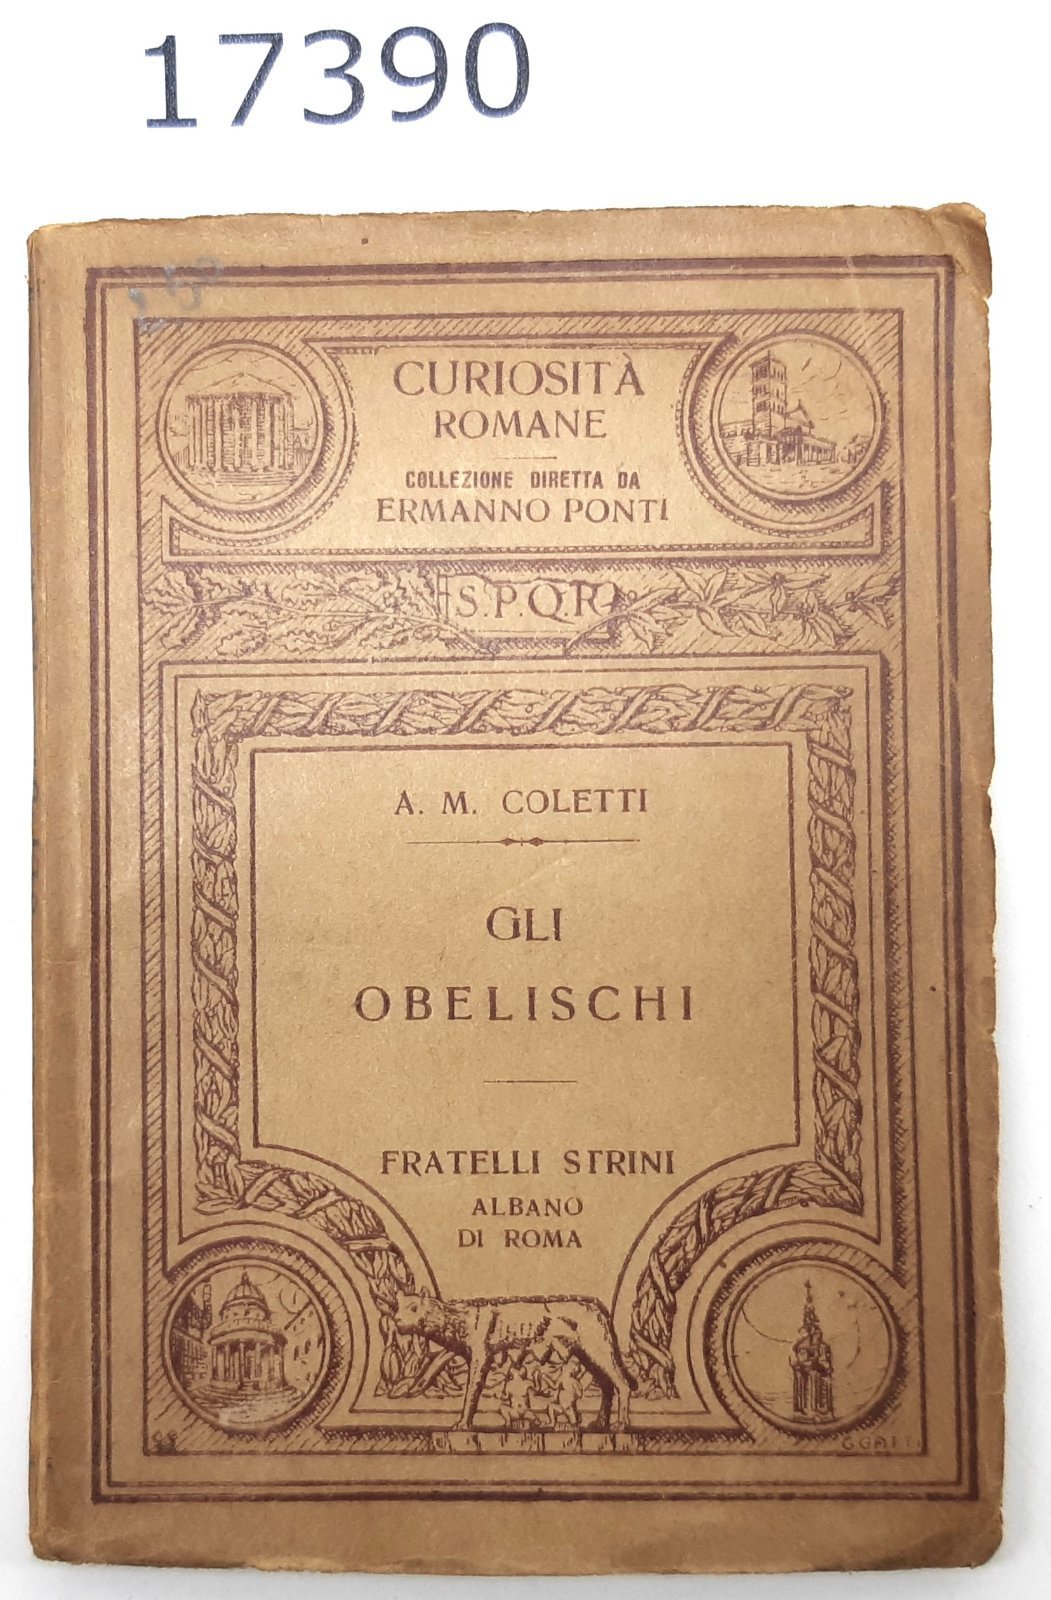 17390
CURIOSITÀ
ROMANE
COLLEZIONE DIRETTA DA
ERMANNO PONTI
S.P.Q.R
A. M. COLETTI
GLI
OBELISCHI
FRATELLI STRINI
ALBANO
DI ROMA